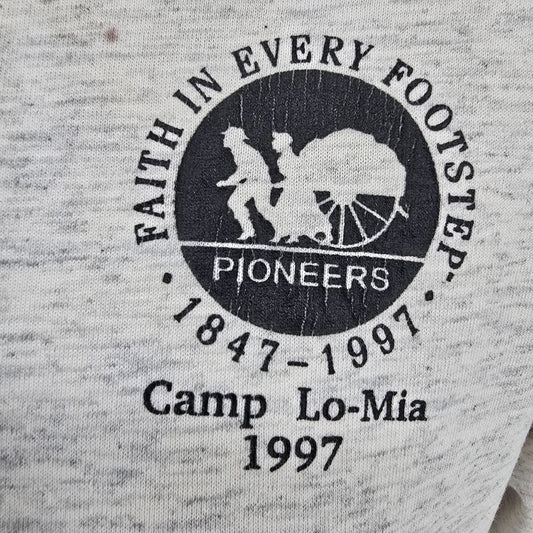 FAITH IN EVERY FOOTSTEP
PIONEERS
• 1847-1997 •
Camp Lo-Mia
1997